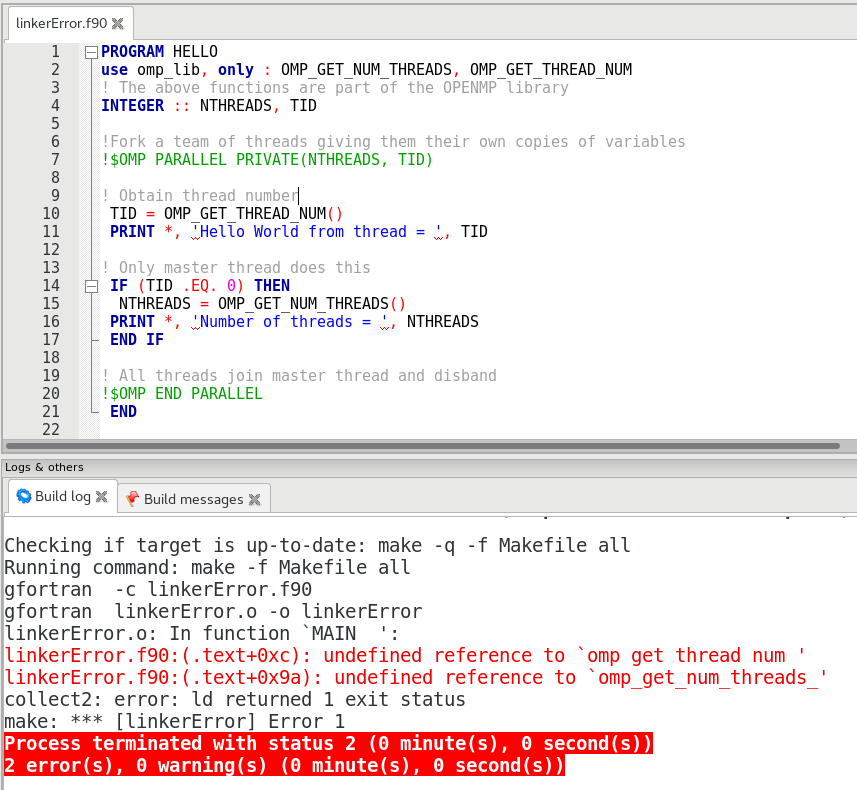 linkerError.f90
1 PROGRAM HELLO
2 use omp_lib, only : OMP_GET_NUM_THREADS, OMP_GET_THREAD_NUM
3 ! The above functions are part of the OPENMP library
4 INTEGER :: NTHREADS, TID
5
6 !Fork a team of threads giving them their own copies of variables
7 !$OMP PARALLEL PRIVATE(NTHREADS, TID)
8
9 ! Obtain thread number
10 TID = OMP_GET_THREAD_NUM()
11 PRINT *, 'Hello World from thread = ', TID
12
13 ! Only master thread does this
14 IF (TID .EQ. 0) THEN
15 NTHREADS = OMP_GET_NUM_THREADS()
16 PRINT *, 'Number of threads = ', NTHREADS
17 END IF
18
19 ! All threads join master thread and disband
20 !$OMP END PARALLEL
21 END
22
Logs & others
Build log Build messages
Checking if target is up-to-date: make -q -f Makefile all
Running command: make -f Makefile all
gfortran  -c linkerError.f90
gfortran  linkerError.o -o linkerError
linkerError.o: In function `MAIN  ':
linkerError.f90:(.text+0xc): undefined reference to `omp get thread num '
linkerError.f90:(.text+0x9a): undefined reference to `omp_get_num_threads_'
collect2: error: ld returned 1 exit status
make: *** [linkerError] Error 1
Process terminated with status 2 (0 minute(s), 0 second(s))
2 error(s), 0 warning(s) (0 minute(s), 0 second(s))